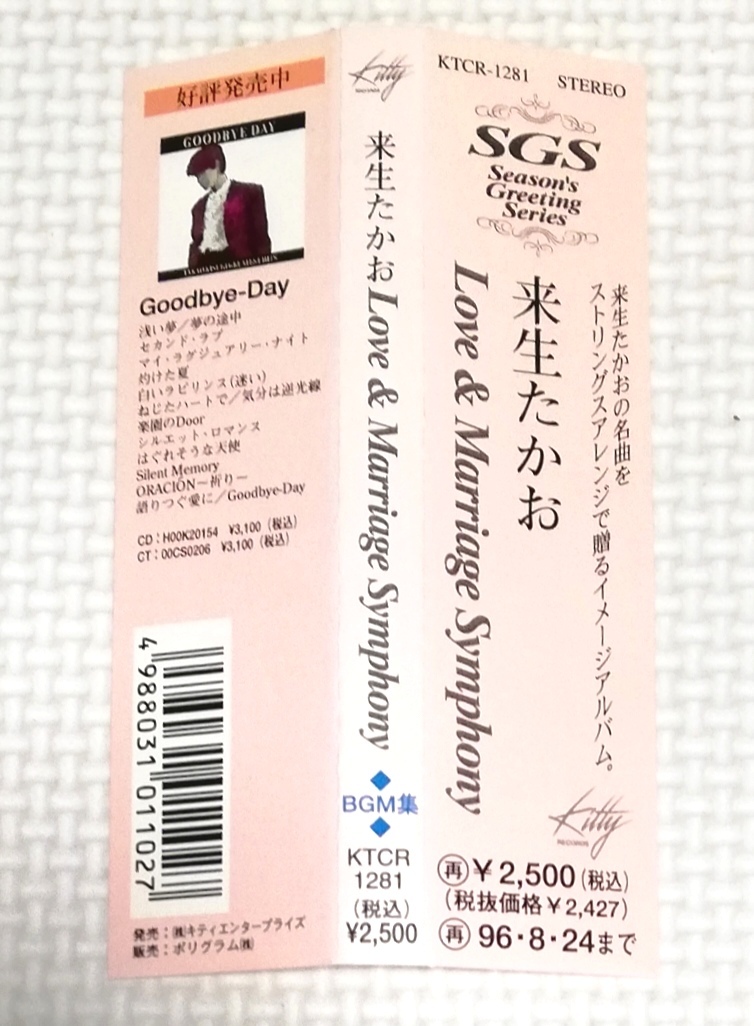 好評発売中
GOODBYE DAY
Goodbye-Day
浅い夢／夢の途中
セカンド・ラブ
マイ・ラグジュアリー・ナイト
灼けた夏
白いラビリンス(迷い)
ねじたハートで／気分は逆光線
楽園のDoor
シルエット・ロマンス
はぐれそうな天使
Silent Memory
ORACIÓN－祈り－
語りつぐ愛に／Goodbye-Day
CD：H00K20154 ¥3,100（税込）
CT：00CS0206 ¥3,100（税込）
4 988031 011027
発売：㈱キティエンタープライズ
販売：ポリグラム㈱
Kitty
RECORDS
来生たかお Love & Marriage Symphony
BGM集
KTCR
1281
(税込)
¥2,500
KTCR-1281 STEREO
SGS
Season's
Greeting
Series
来生たかおの名曲を
ストリングスアレンジで贈るイメージアルバム。
来生たかお
Love & Marriage Symphony
Kitty
RECORDS
再 ¥2,500(税込)
(税抜価格¥2,427)
再 96・8・24まで